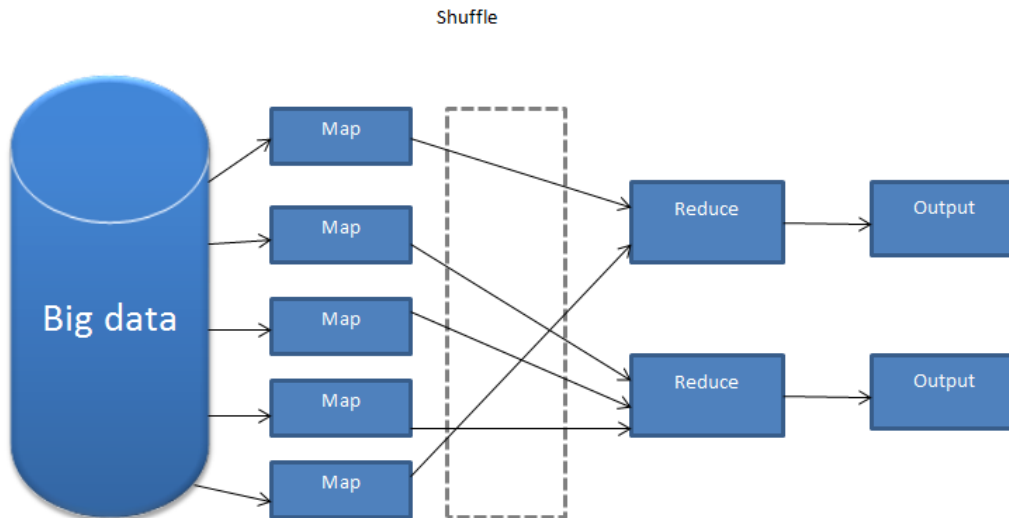 Shuffle
Big data
Map
Map
Map
Map
Map
Reduce
Reduce
Output
Output